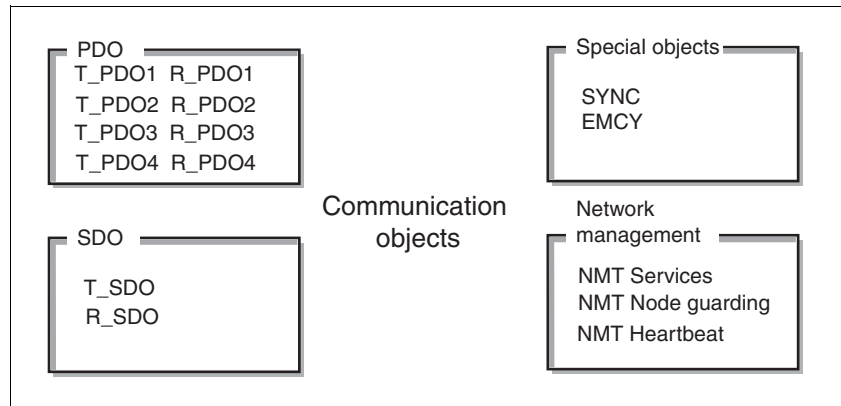 PDO
T_PDO1 R_PDO1
T_PDO2 R_PDO2
T_PDO3 R_PDO3
T_PDO4 R_PDO4
SDO
T_SDO
R_SDO
Communication
objects
Special objects
SYNC
EMCY
Network
management
NMT Services
NMT Node guarding
NMT Heartbeat